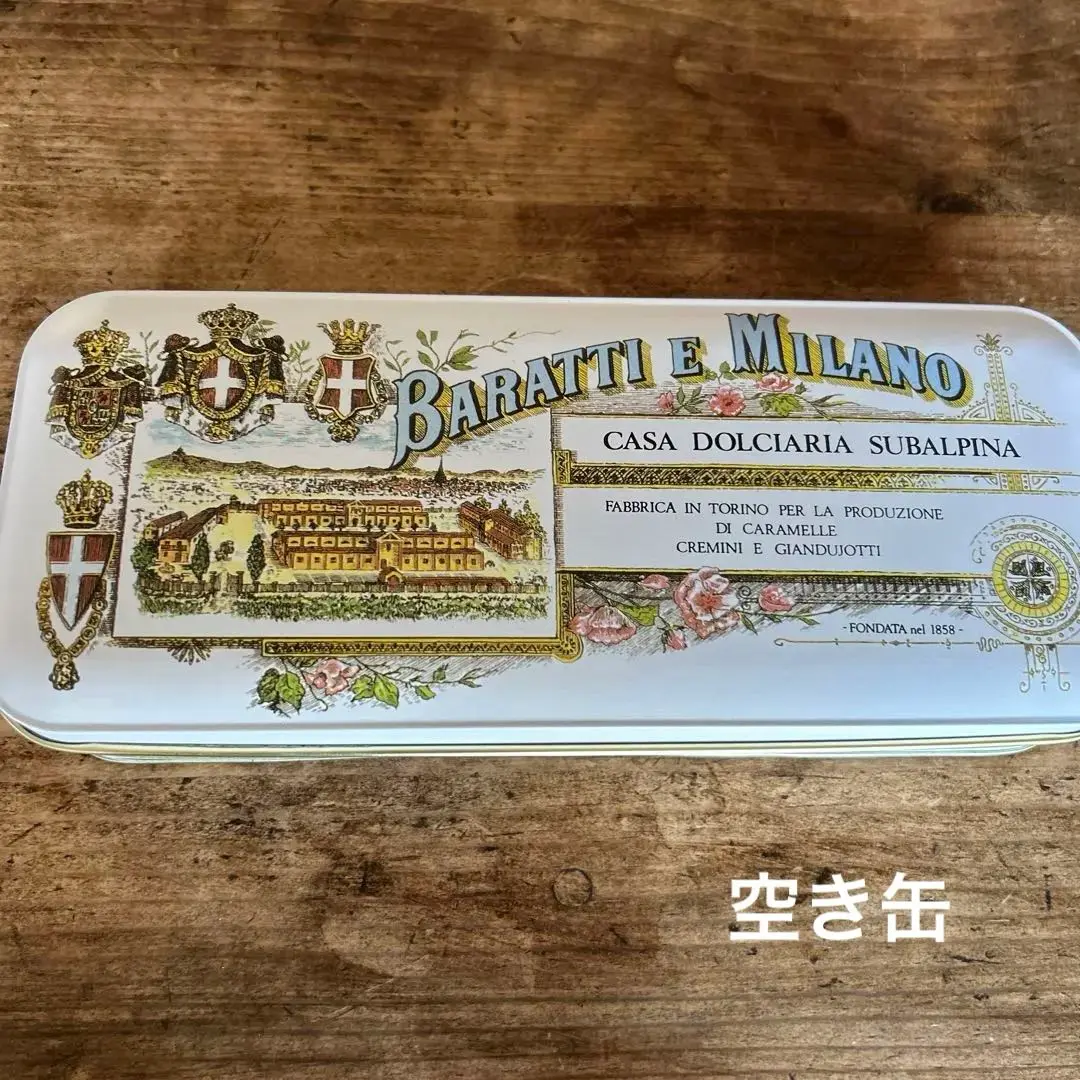 BARATTI E MILANO
CASA DOLCIARIA SUBALPINA
FABBRICA IN TORINO PER LA PRODUZIONE
DI CARAMELLE
CREMINI E GIANDUJOTTI
- FONDATA nel 1858 -
空き缶